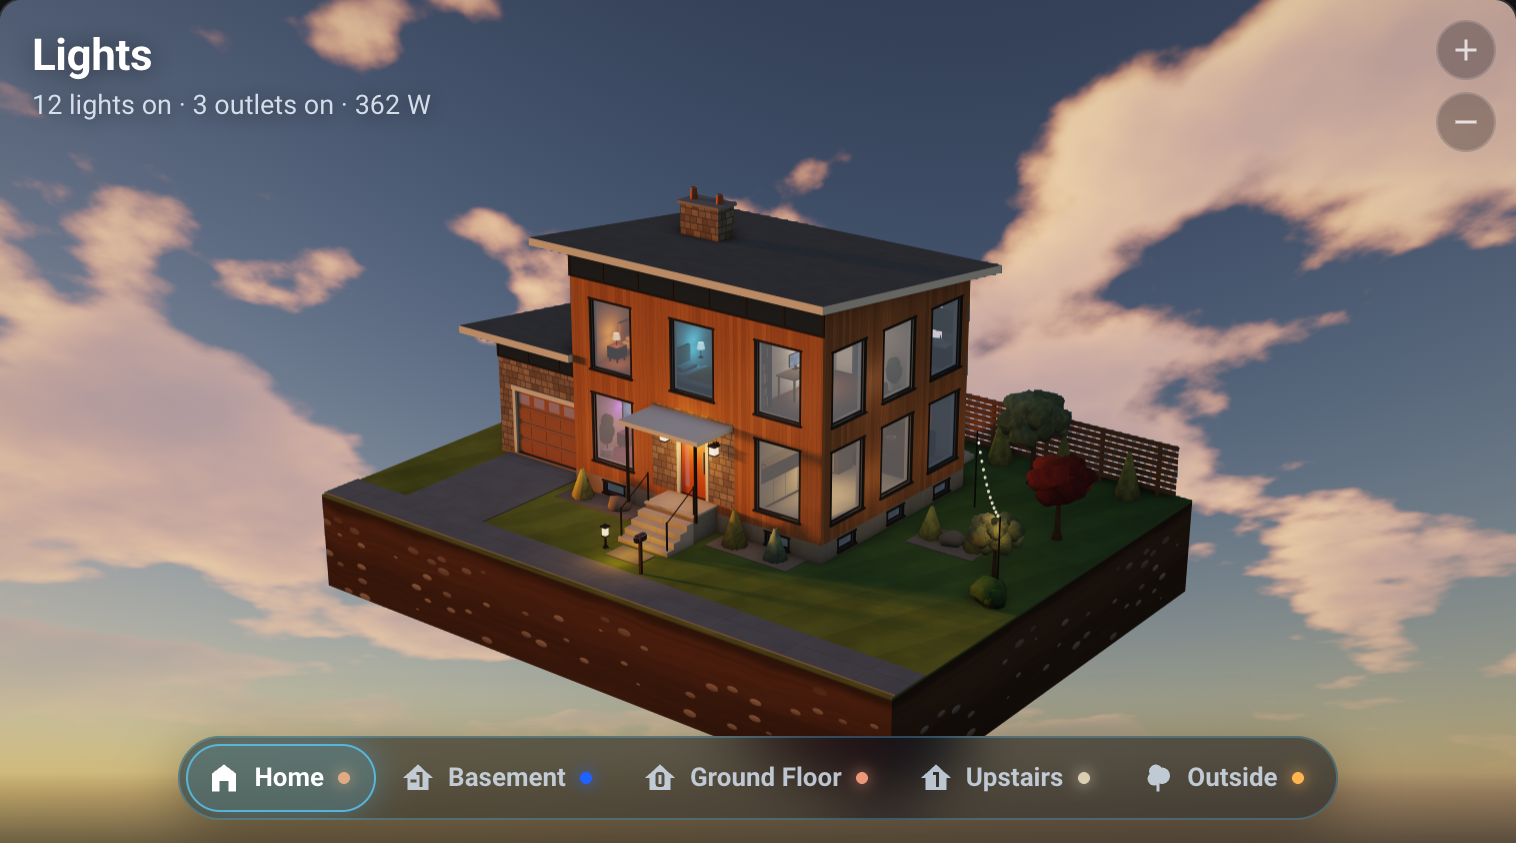 Lights
12 lights on · 3 outlets on · 362 W
Home
Basement
Ground Floor
Upstairs
Outside